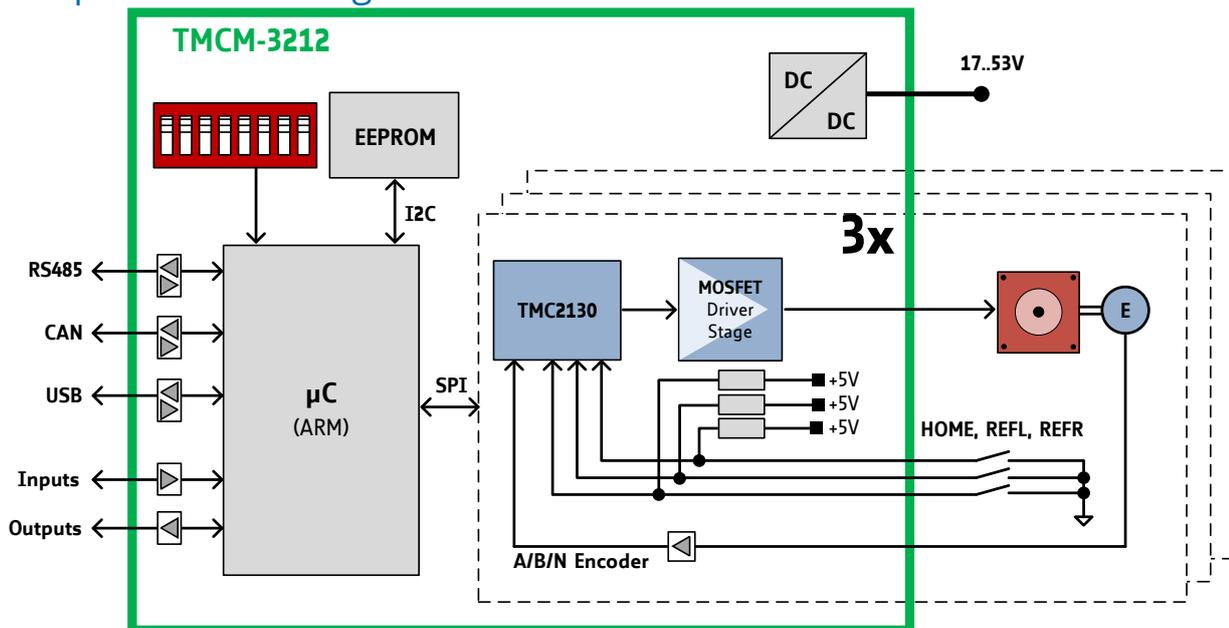 TMCM-3212
17..53V
DC
DC
EEPROM
I2C
3x
RS485
TMC2130
MOSFET
Driver
Stage
E
CAN
USB
SPI
+5V
+5V
+5V
µC
(ARM)
HOME, REFL, REFR
Inputs
Outputs
A/B/N Encoder